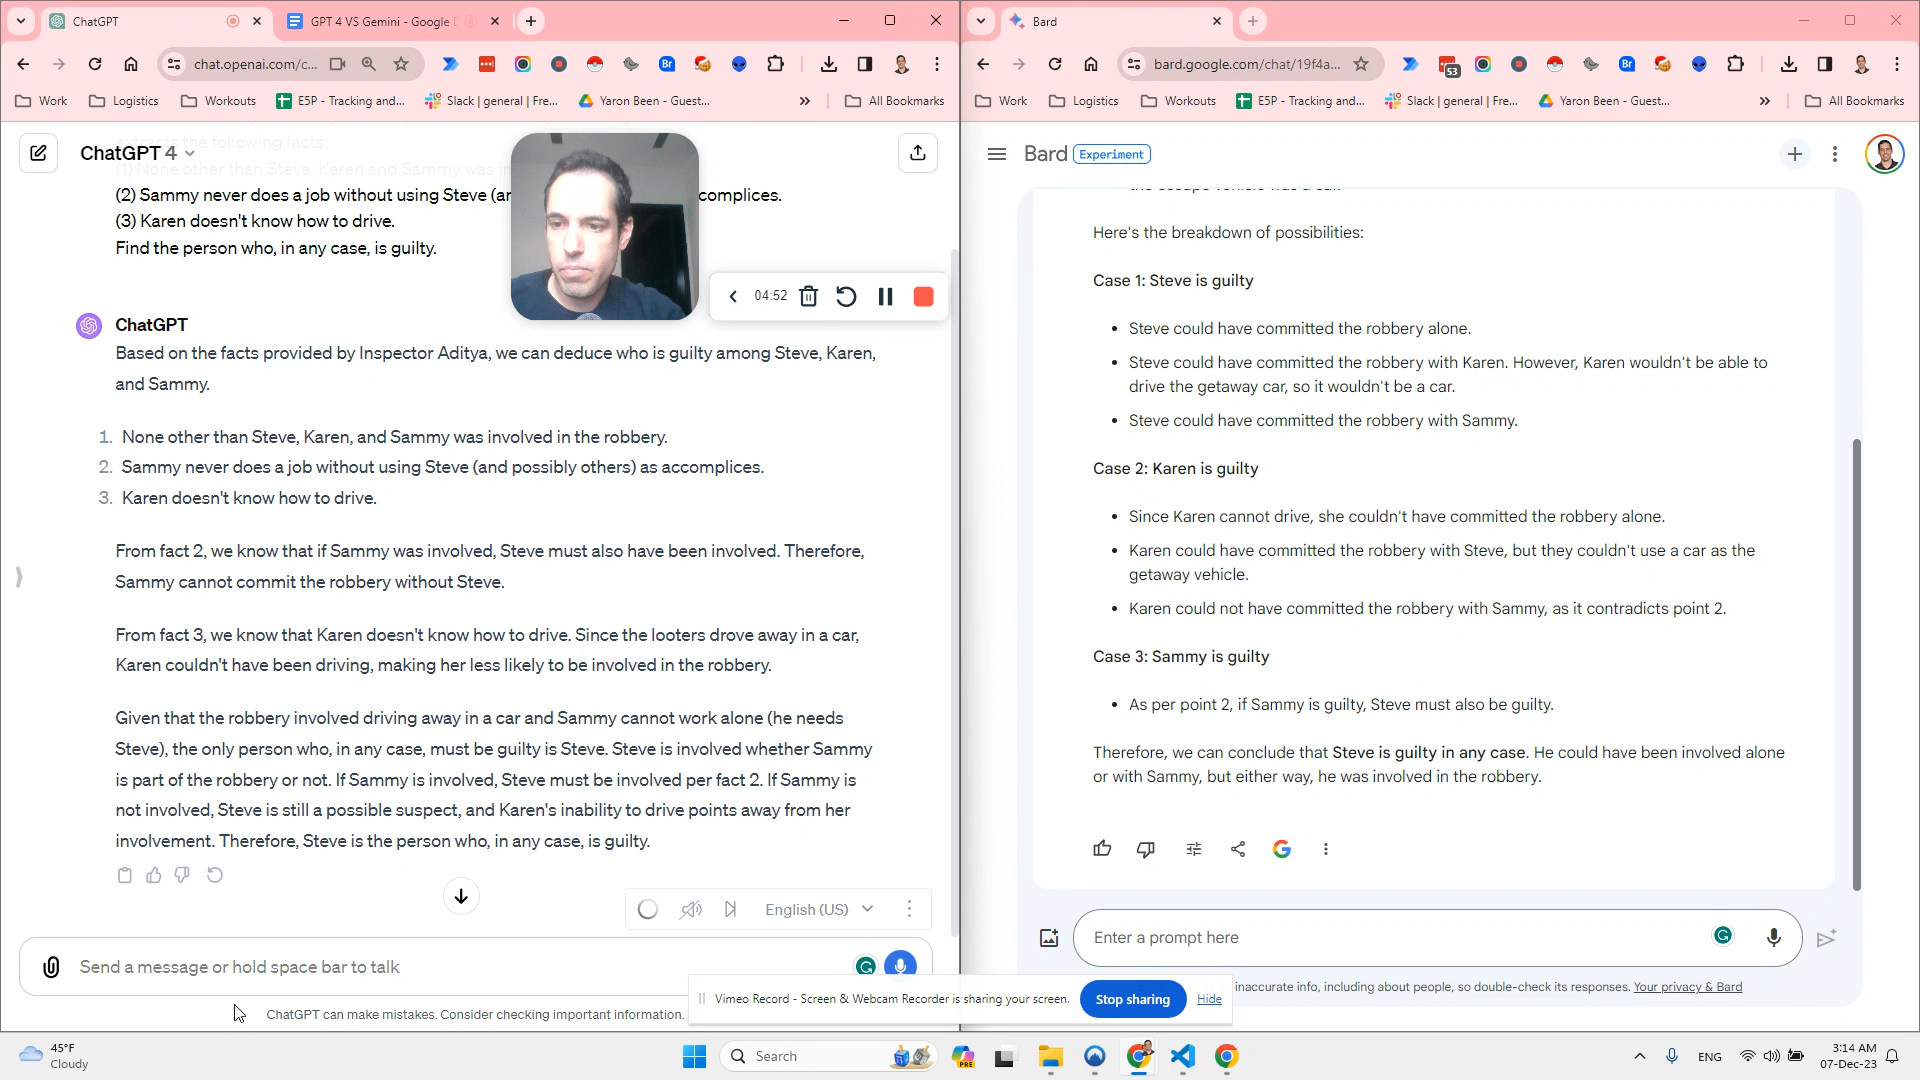 ChatGPT
GPT 4 VS Gemini - Google
Bard
chat.openai.com/c...
bard.google.com/chat/19f4a...
53
Work
Logistics
Workouts
E5P - Tracking and...
Slack | general | Fre...
Yaron Been - Guest...
»
All Bookmarks
Work
Logistics
Workouts
E5P - Tracking and...
Slack | general | Fre...
Yaron Been - Guest...
»
All Bookmarks
ChatGPT 4
the following facts:
(1) None other than Steve, Karen and Sammy was
(2) Sammy never does a job without using Steve
complices.
(3) Karen doesn't know how to drive.
Find the person who, in any case, is guilty.
04:52
ChatGPT
Based on the facts provided by Inspector Aditya, we can deduce who is guilty among Steve, Karen,
and Sammy.
1. None other than Steve, Karen, and Sammy was involved in the robbery.
2. Sammy never does a job without using Steve (and possibly others) as accomplices.
3. Karen doesn't know how to drive.
From fact 2, we know that if Sammy was involved, Steve must also have been involved. Therefore,
Sammy cannot commit the robbery without Steve.
From fact 3, we know that Karen doesn't know how to drive. Since the looters drove away in a car,
Karen couldn't have been driving, making her less likely to be involved in the robbery.
Given that the robbery involved driving away in a car and Sammy cannot work alone (he needs
Steve), the only person who, in any case, must be guilty is Steve. Steve is involved whether Sammy
is part of the robbery or not. If Sammy is involved, Steve must be involved per fact 2. If Sammy is
not involved, Steve is still a possible suspect, and Karen's inability to drive points away from her
involvement. Therefore, Steve is the person who, in any case, is guilty.
English (US)
Send a message or hold space bar to talk
ChatGPT can make mistakes. Consider checking important information.
Bard Experiment
Here's the breakdown of possibilities:
Case 1: Steve is guilty
• Steve could have committed the robbery alone.
• Steve could have committed the robbery with Karen. However, Karen wouldn't be able to
drive the getaway car, so it wouldn't be a car.
• Steve could have committed the robbery with Sammy.
Case 2: Karen is guilty
• Since Karen cannot drive, she couldn't have committed the robbery alone.
• Karen could have committed the robbery with Steve, but they couldn't use a car as the
getaway vehicle.
• Karen could not have committed the robbery with Sammy, as it contradicts point 2.
Case 3: Sammy is guilty
• As per point 2, if Sammy is guilty, Steve must also be guilty.
Therefore, we can conclude that Steve is guilty in any case. He could have been involved alone
or with Sammy, but either way, he was involved in the robbery.
Enter a prompt here
inaccurate info, including about people, so double-check its responses. Your privacy & Bard
Vimeo Record - Screen & Webcam Recorder is sharing your screen.
Stop sharing
Hide
45°F
Cloudy
Search
PRE
ENG
3:14 AM
07-Dec-23